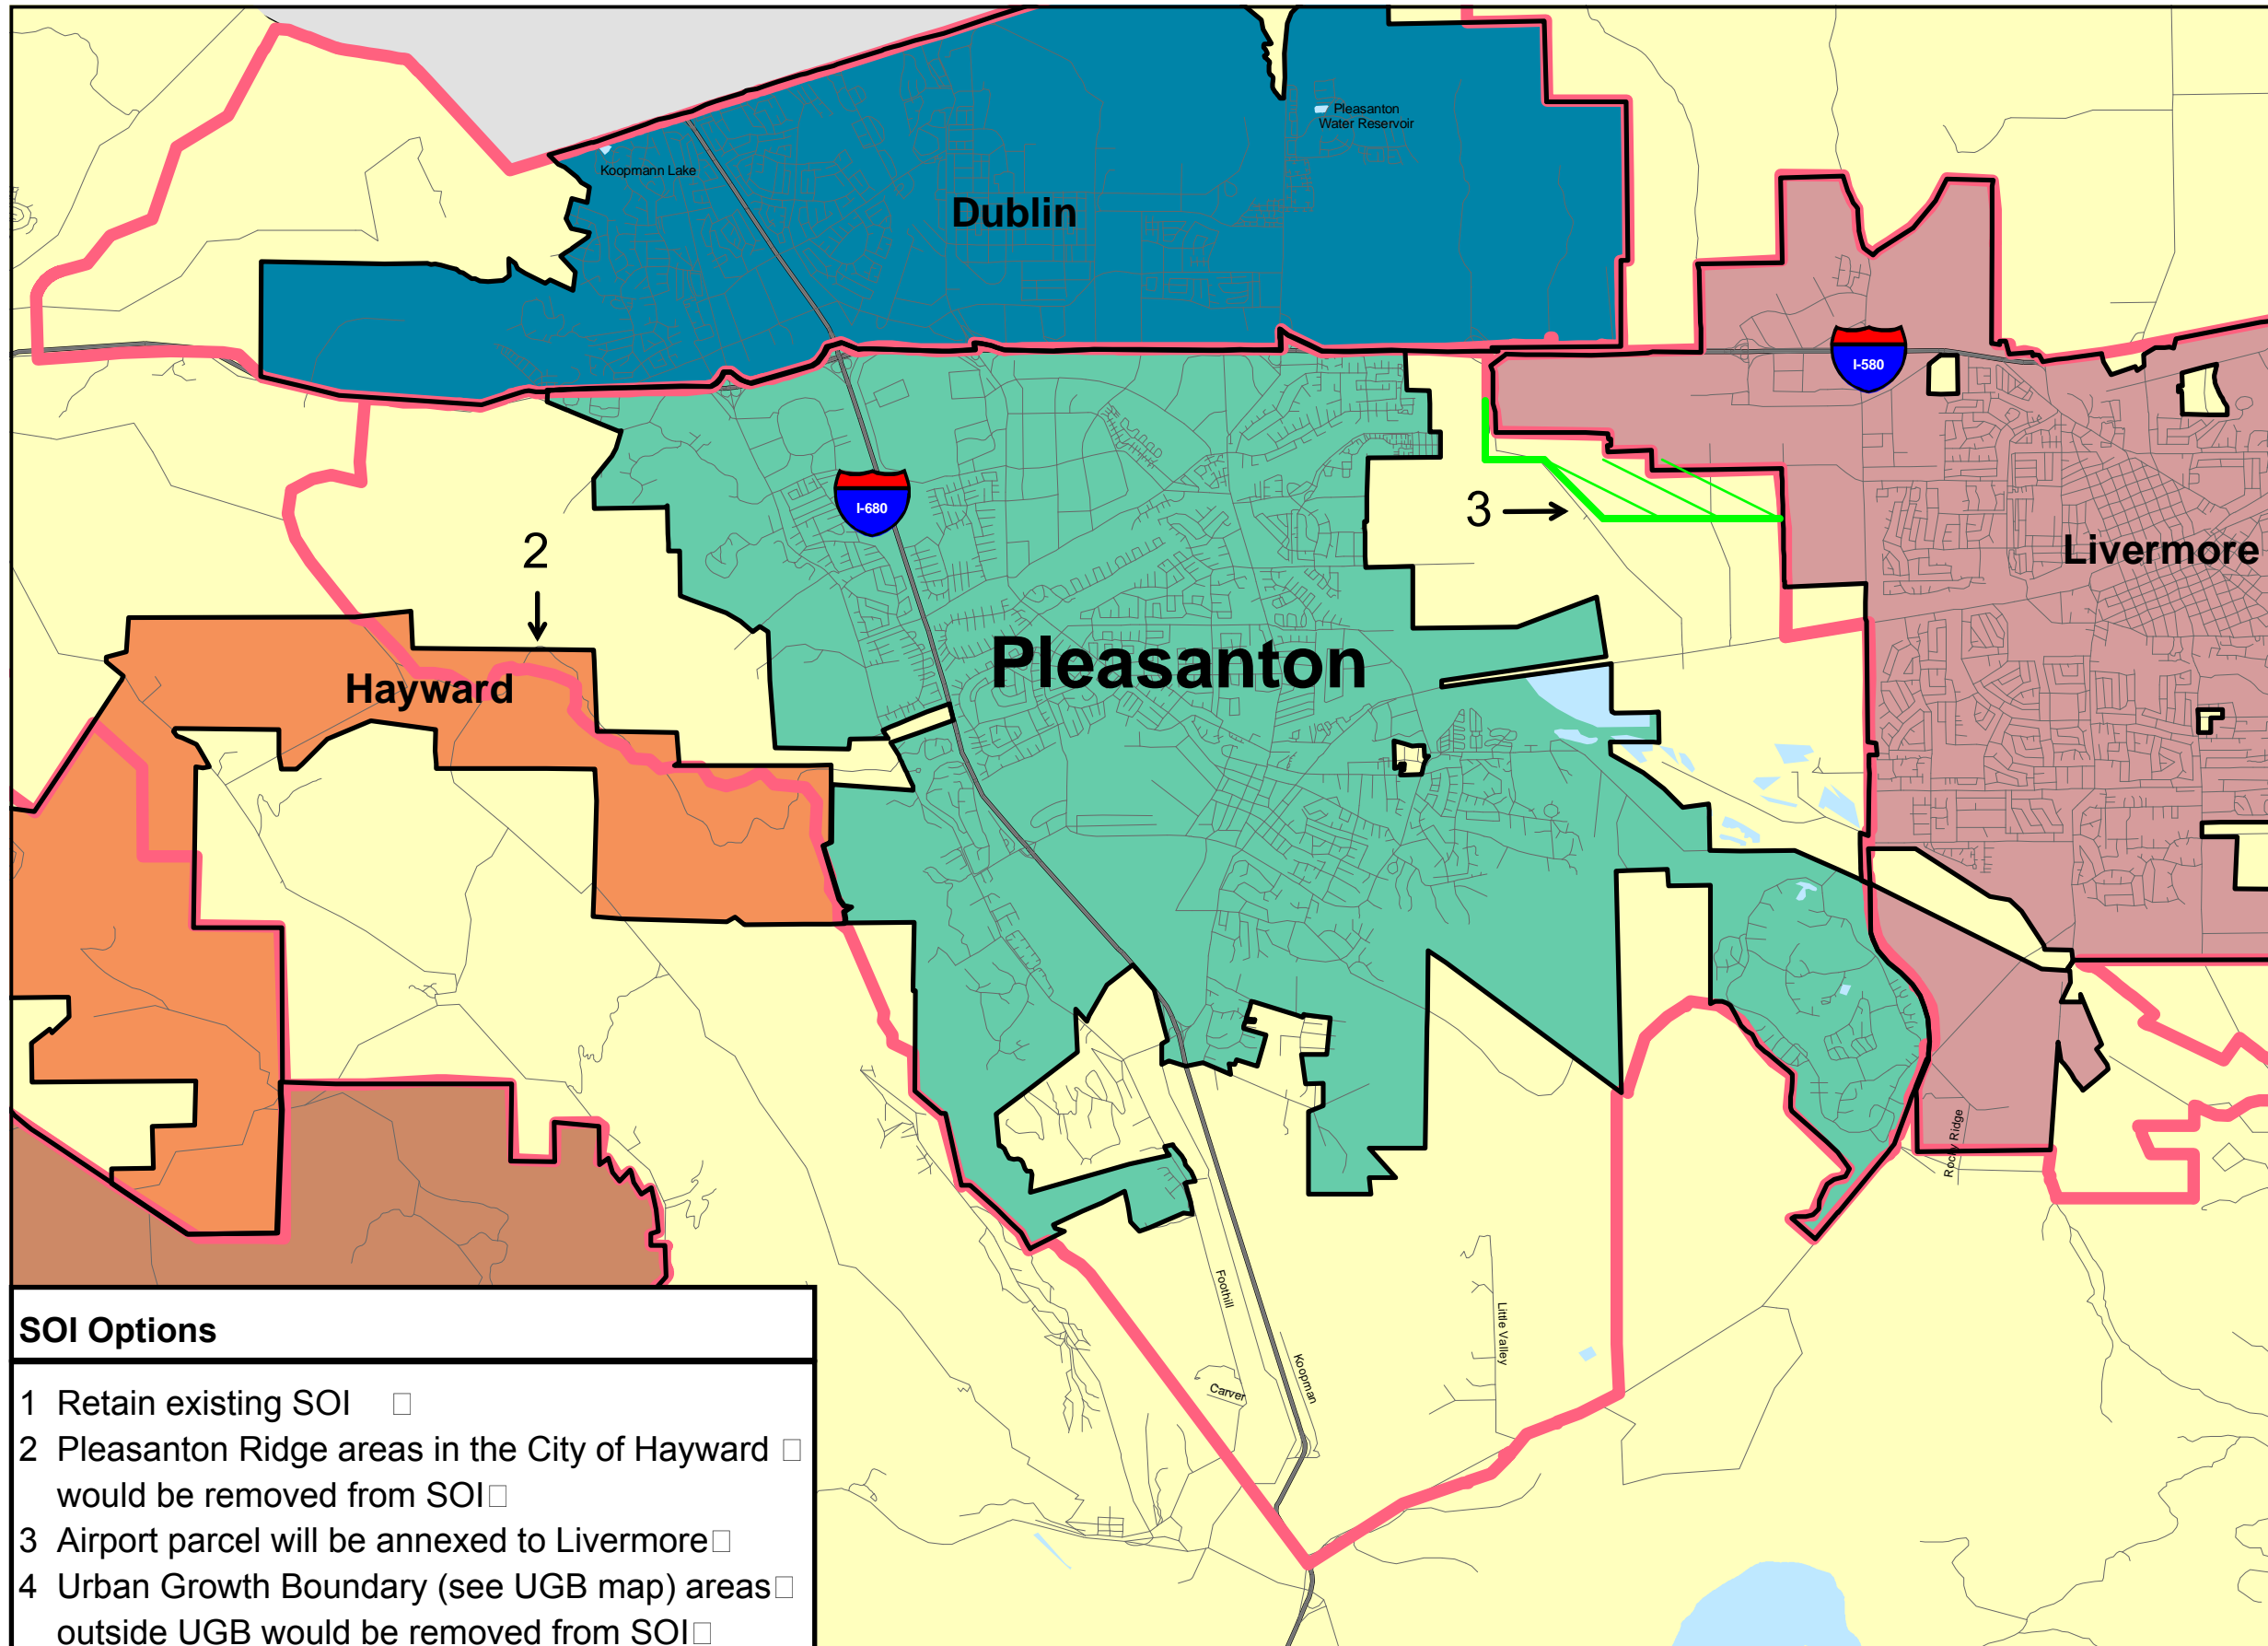 Pleasanton
Water Reservoir
Koopmann Lake
Dublin
I-580
I-680
3
2
Livermore
Pleasanton
Hayward
Rocky Ridge
Foothill
Little Valley
Koopman
Carver
SOI Options
1 Retain existing SOI □
2 Pleasanton Ridge areas in the City of Hayward □
would be removed from SOI□
3 Airport parcel will be annexed to Livermore□
4 Urban Growth Boundary (see UGB map) areas□
outside UGB would be removed from SOI□